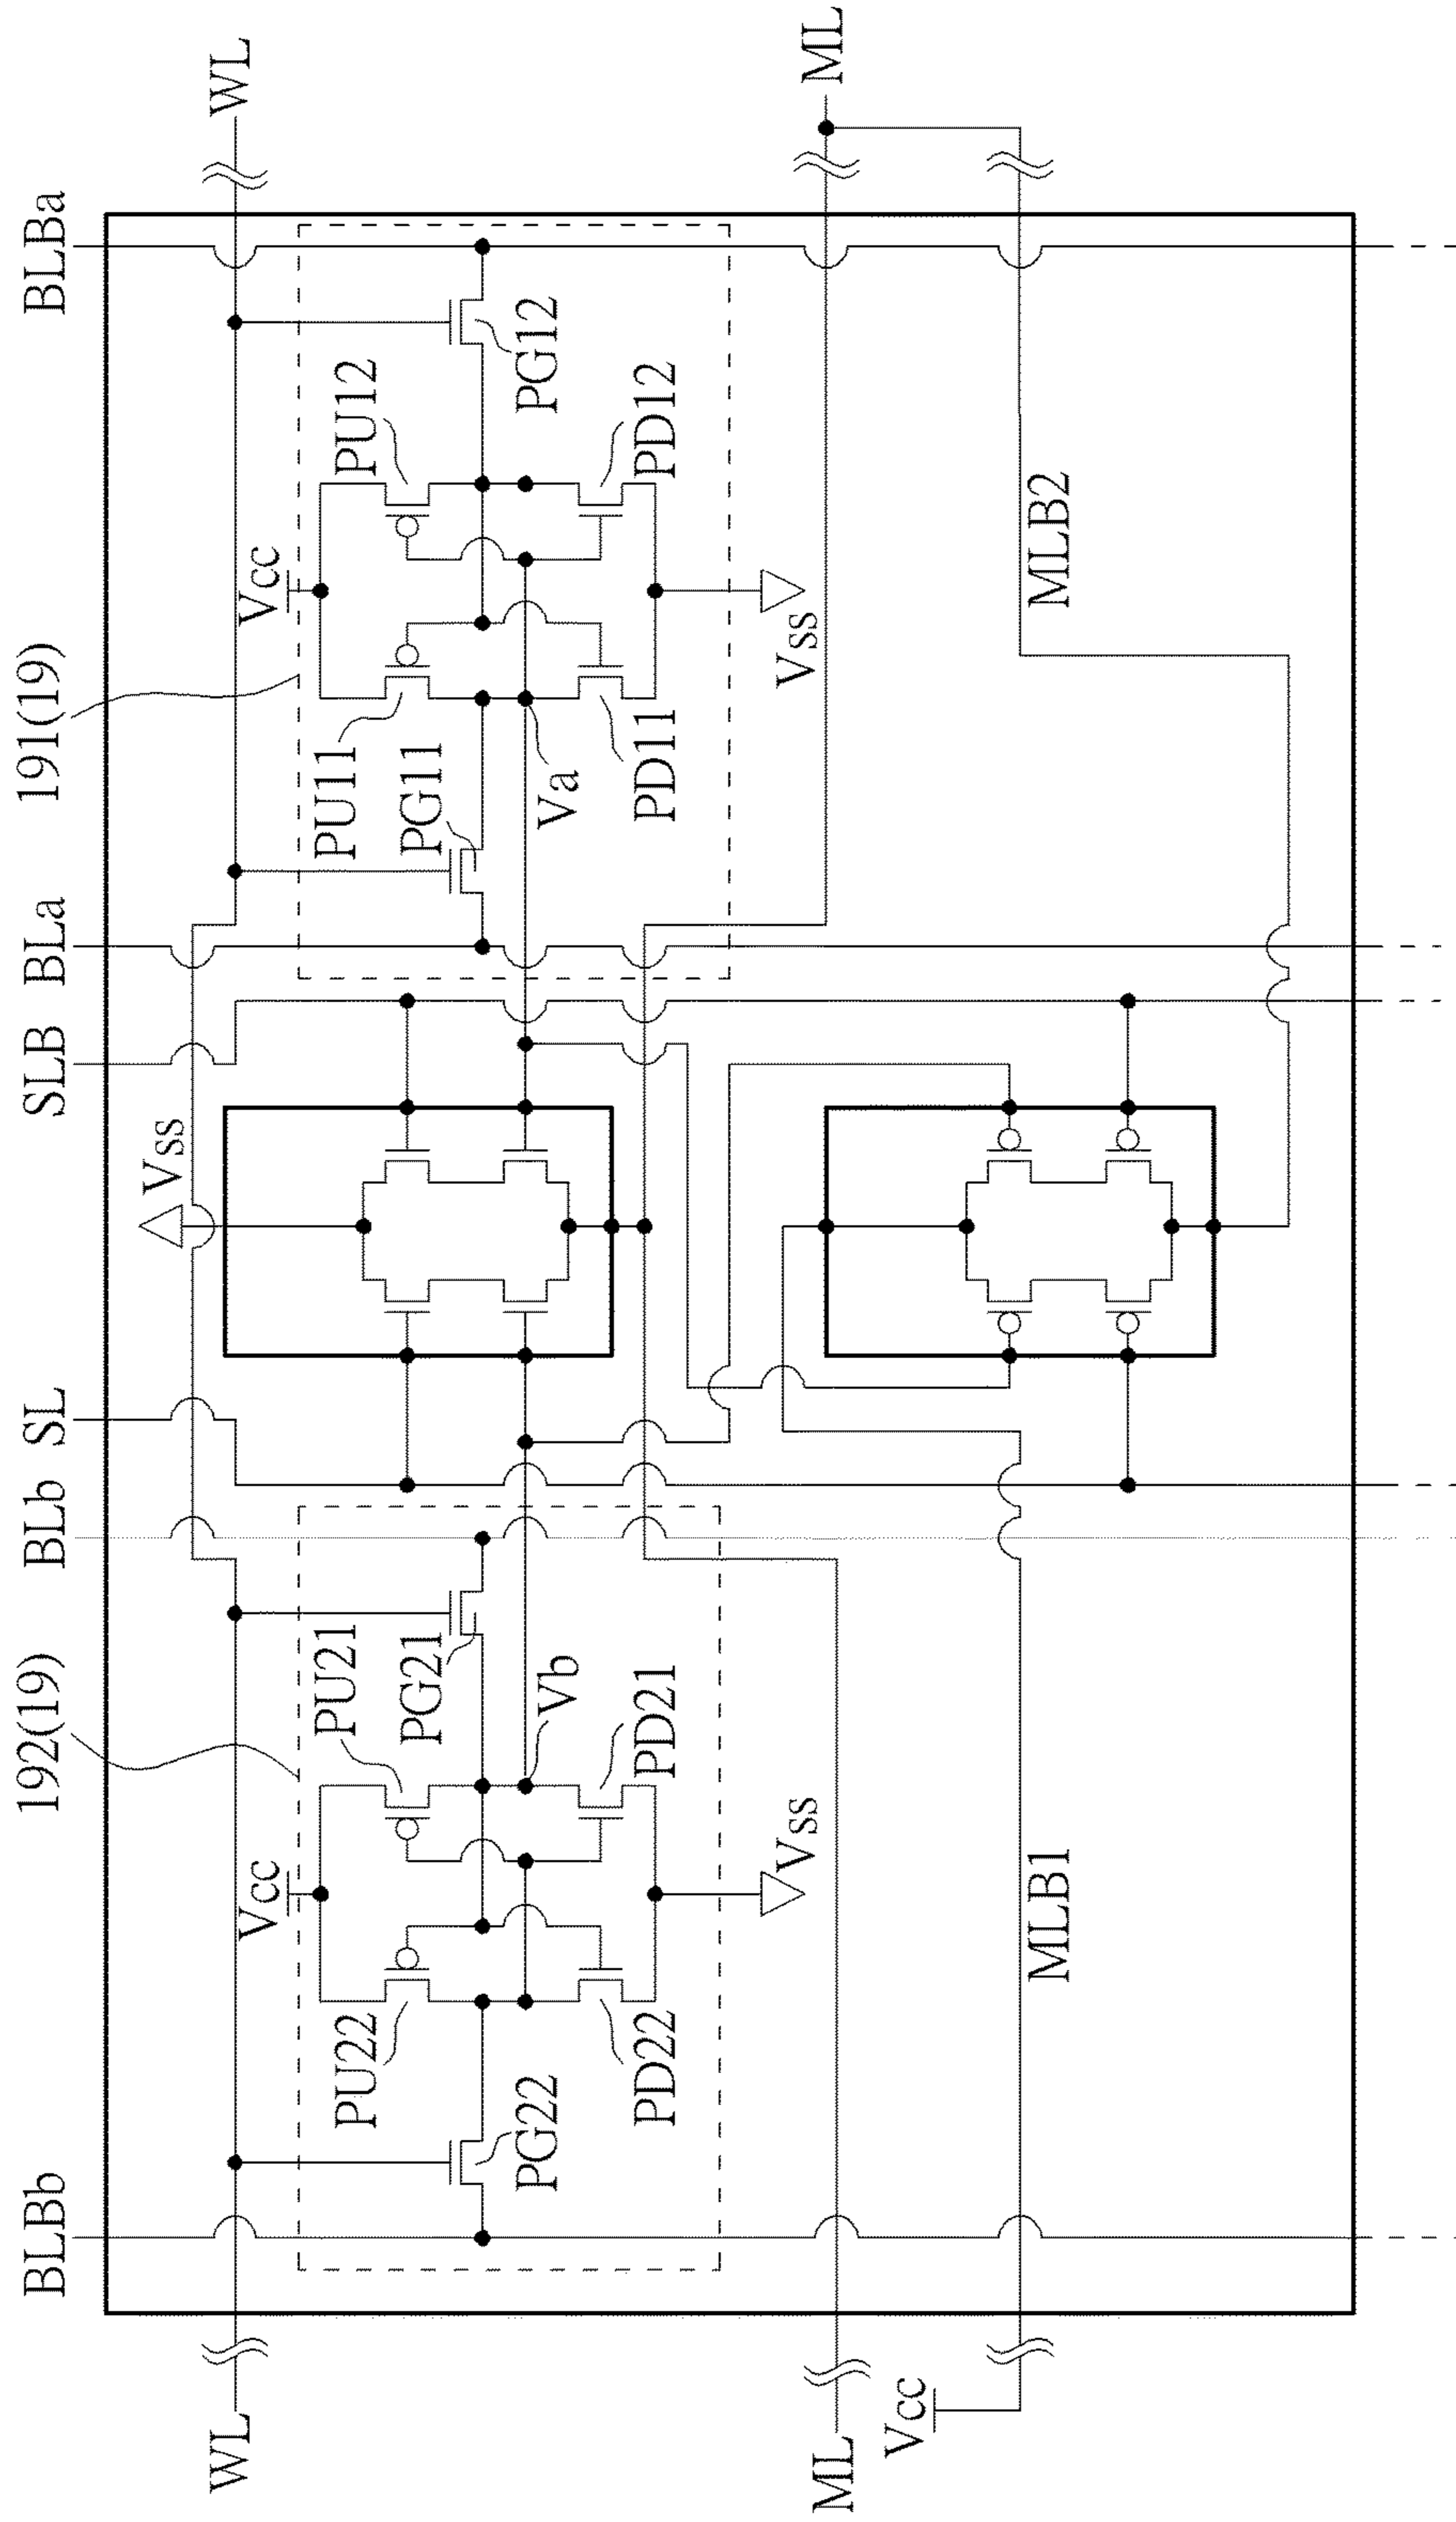 BLBb
192(19)
BLb
SL
SLB
BLa
191(19)
BLBa
WL
WL
Vss
Vcc
Vcc
PU22
PU21
PU11
PU12
PG21
PG11
PG22
PG12
Vb
Va
PD22
PD21
PD11
PD12
Vss
Vss
ML
ML
Vcc
MLB1
MLB2